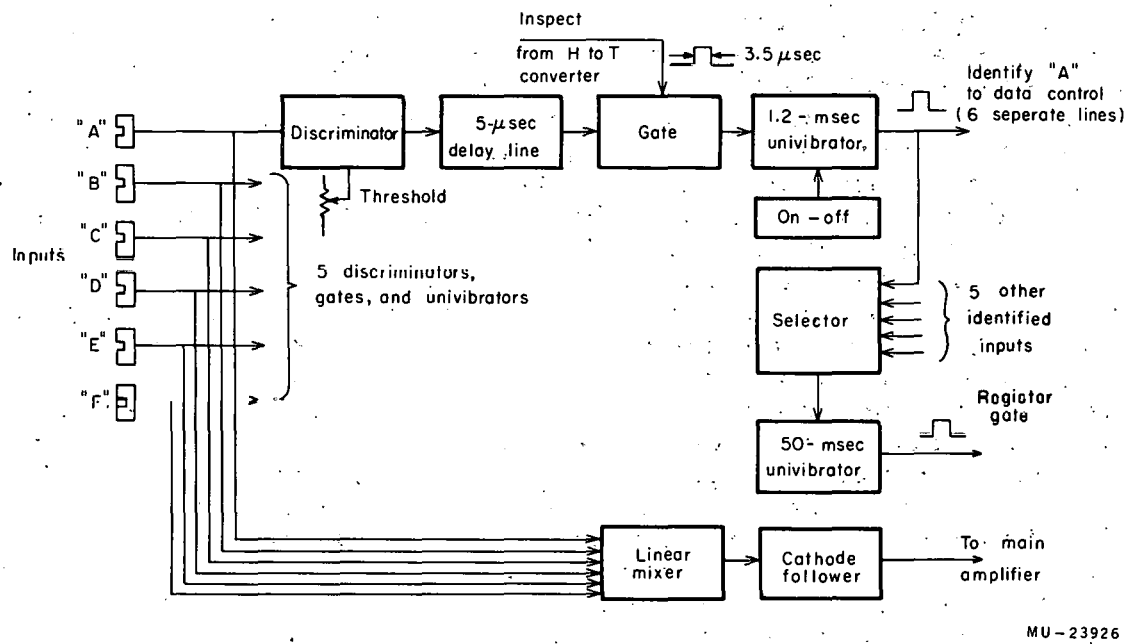 Inspect
from H to T
converter
3.5 μsec
Identify "A"
to data control
(6 seperate lines)
"A"
Discriminator
5-μsec
delay line
Gate
1.2-msec
univibrator
"B"
Threshold
On-off
"C"
Inputs
"D"
5 discriminators,
gates, and univibrators
Selector
5 other
identified
inputs
"E"
"F"
Register
gate
50-msec
univibrator
Linear
mixer
Cathode
follower
To main
amplifier
MU-23926